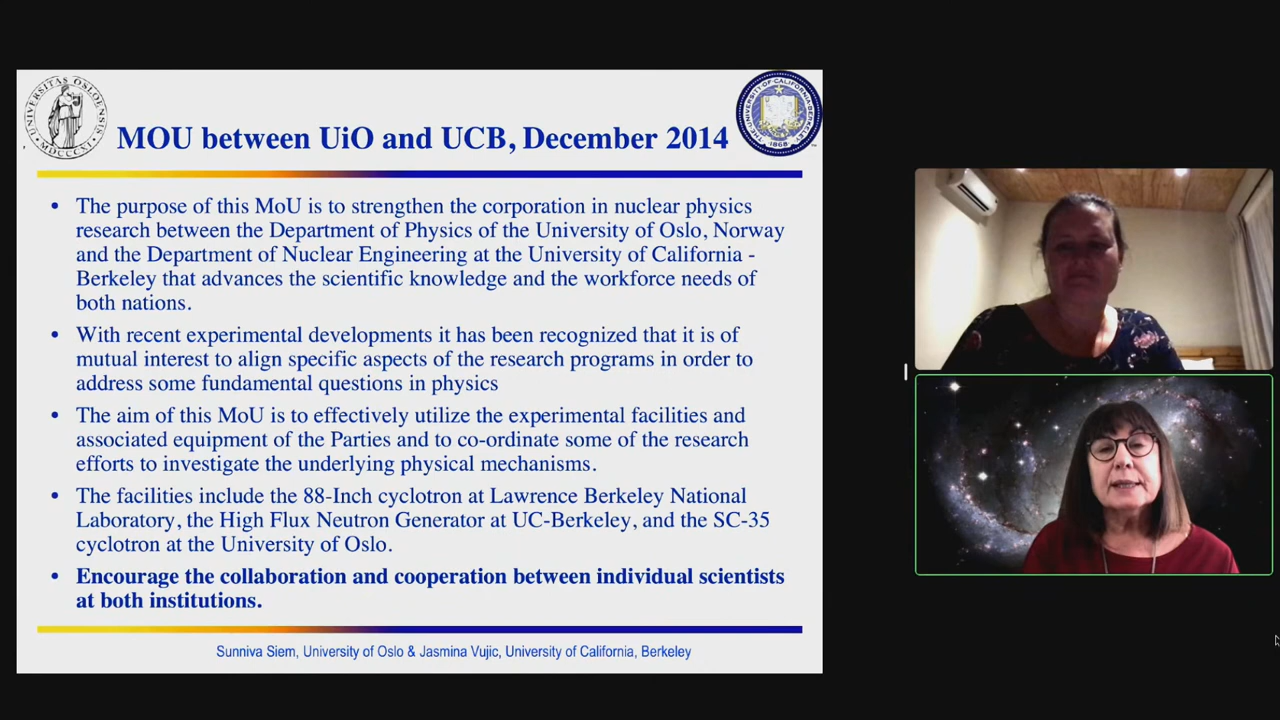 UNIVERSITAS OSLOENSIS
MDCCCXI
THE UNIVERSITY OF CALIFORNIA BERKELEY
1868
MOU between UiO and UCB, December 2014
• The purpose of this MoU is to strengthen the corporation in nuclear physics
research between the Department of Physics of the University of Oslo, Norway
and the Department of Nuclear Engineering at the University of California -
Berkeley that advances the scientific knowledge and the workforce needs of
both nations.
• With recent experimental developments it has been recognized that it is of
mutual interest to align specific aspects of the research programs in order to
address some fundamental questions in physics
• The aim of this MoU is to effectively utilize the experimental facilities and
associated equipment of the Parties and to co-ordinate some of the research
efforts to investigate the underlying physical mechanisms.
• The facilities include the 88-Inch cyclotron at Lawrence Berkeley National
Laboratory, the High Flux Neutron Generator at UC-Berkeley, and the SC-35
cyclotron at the University of Oslo.
• Encourage the collaboration and cooperation between individual scientists
at both institutions.
Sunniva Siem, University of Oslo & Jasmina Vujic, University of California, Berkeley